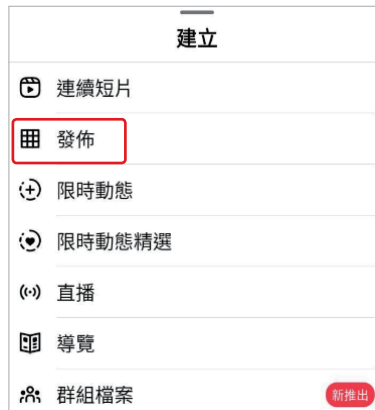 建立
連續短片
發佈
限時動態
限時動態精選
直播
導覽
群組檔案 新推出